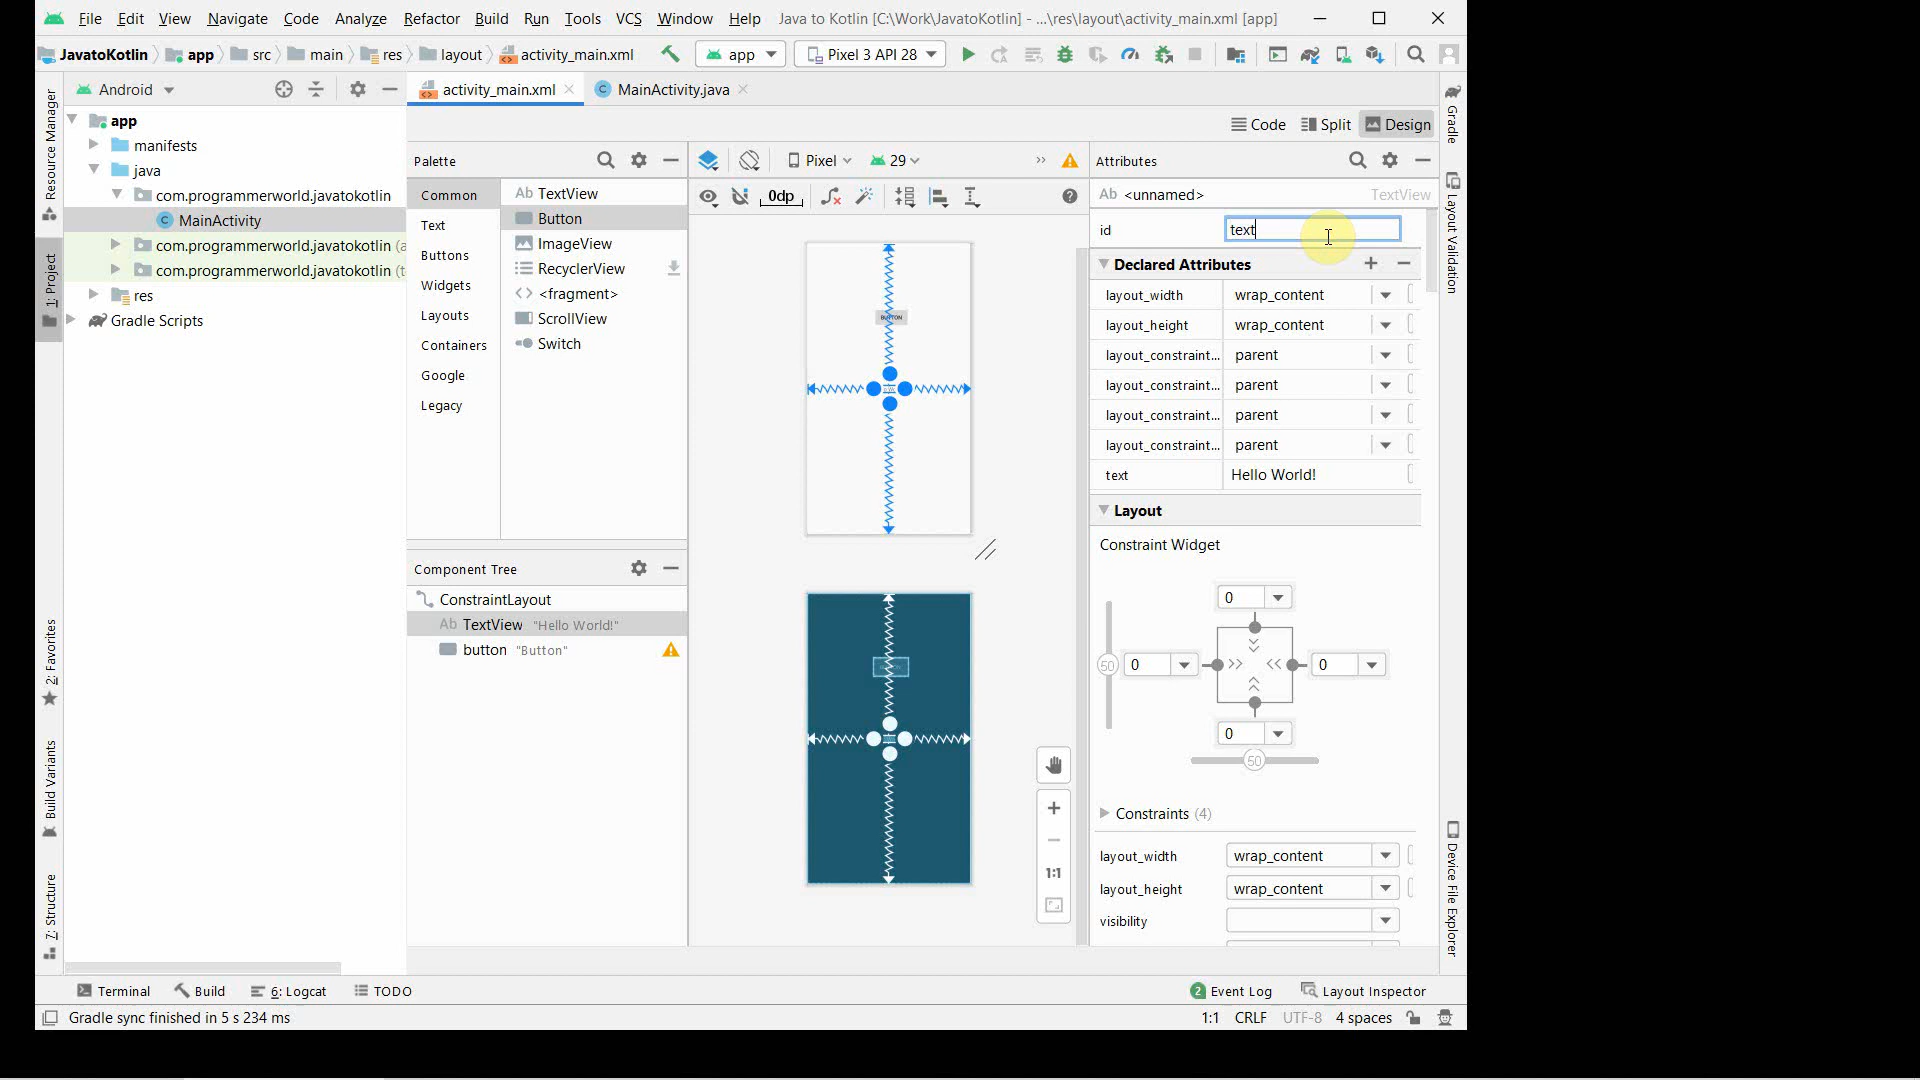 File Edit View Navigate Code Analyze Refactor Build Run Tools VCS Window Help Java to Kotlin [C:\Work\JavatoKotlin] - ...\res\layout\activity_main.xml [app]
JavatoKotlin app src main res layout activity_main.xml app Pixel 3 API 28
Android
activity_main.xml
MainActivity.java
Code Split Design
Resource Manager
1: Project
2: Favorites
Build Variants
7: Structure
app
manifests
java
com.programmerworld.javatokotlin
MainActivity
com.programmerworld.javatokotlin (a
com.programmerworld.javatokotlin (t
res
Gradle Scripts
Palette
Common
Text
Buttons
Widgets
Layouts
Containers
Google
Legacy
Ab TextView
Button
ImageView
RecyclerView
<fragment>
ScrollView
Switch
Component Tree
ConstraintLayout
Ab TextView "Hello World!"
button "Button"
Pixel 29
0dp
BUTTON
1:1
Attributes
Ab <unnamed> TextView
id text
Declared Attributes
layout_width wrap_content
layout_height wrap_content
layout_constraint... parent
layout_constraint... parent
layout_constraint... parent
layout_constraint... parent
text Hello World!
Layout
Constraint Widget
0
50 0 0
0
50
Constraints (4)
layout_width wrap_content
layout_height wrap_content
visibility
Gradle
Layout Validation
Device File Explorer
Terminal Build 6: Logcat TODO 2 Event Log Layout Inspector
Gradle sync finished in 5 s 234 ms 1:1 CRLF UTF-8 4 spaces